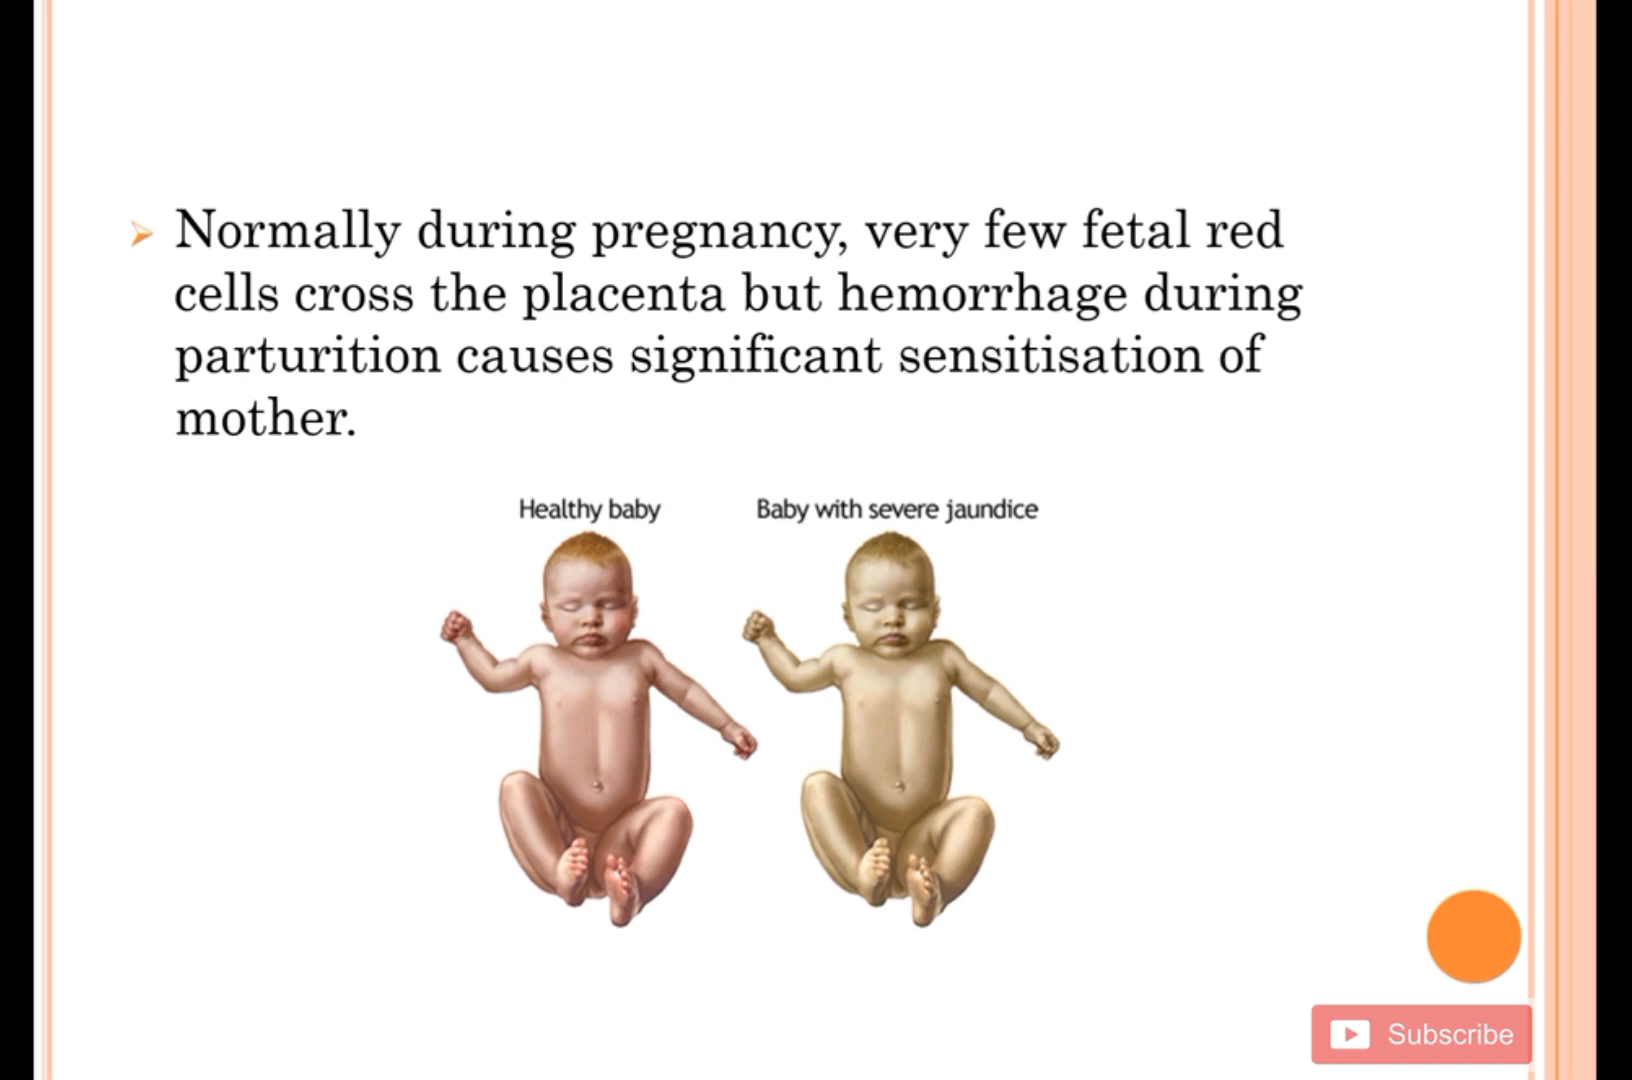 Normally during pregnancy, very few fetal red
cells cross the placenta but hemorrhage during
parturition causes significant sensitisation of
mother.
Healthy baby
Baby with severe jaundice
Subscribe